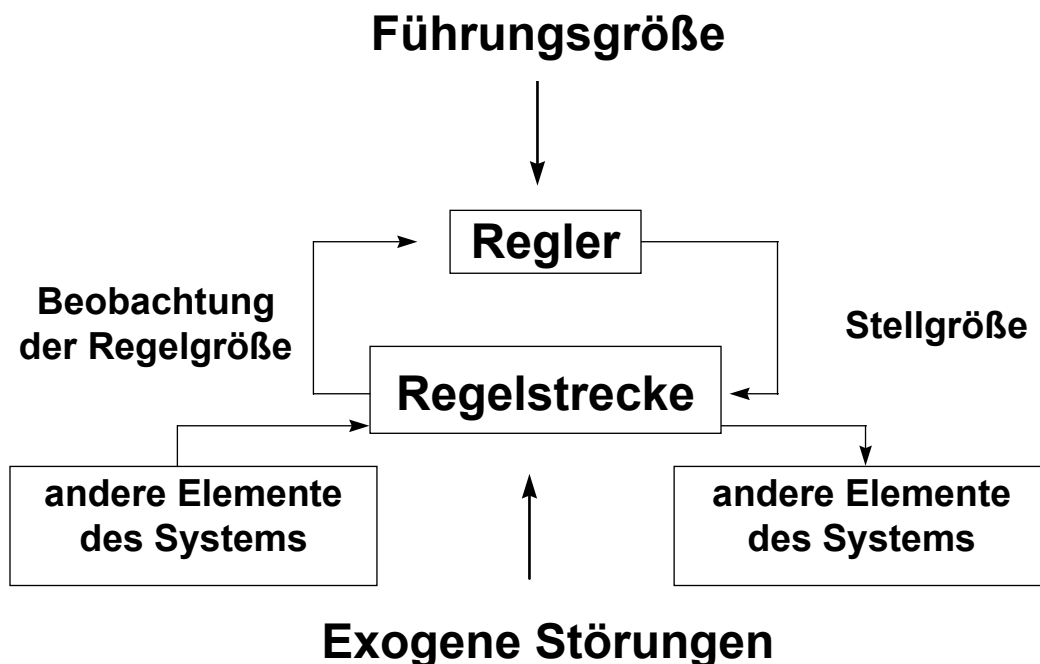 Führungsgröße
Regler
Beobachtung
der Regelgröße
Stellgröße
Regelstrecke
andere Elemente
des Systems
andere Elemente
des Systems
Exogene Störungen